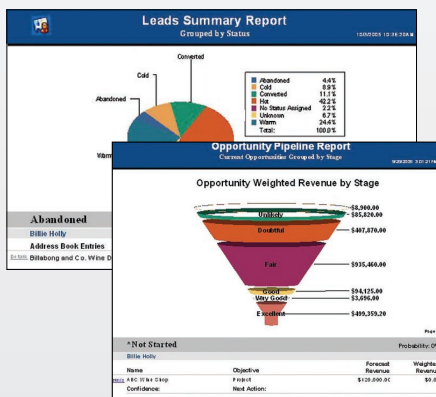 Leads Summary Report
Grouped by Status
Converted
Cold
Abandoned
Warm
Abandoned 4.4%
Cold 8.9%
Converted 11.1%
Hot 42.2%
No Status Assigned 2.2%
Unknown 6.7%
Warm 24.4%
Total: 100.0%
Abandoned
Billie Holly
Address Book Entries
Billabong and Co. Wine D
Opportunity Pipeline Report
Current Opportunities Grouped by Stage
Opportunity Weighted Revenue by Stage
$8,900.00
Unlikely $85,820.00
Doubtful $407,870.00
Fair $935,460.00
Good $94,125.00
Very Good $3,696.00
Excellent $499,359.20
Page
*Not Started Probability: 0%
Billie Holly
Name Objective Forecast Revenue Weighted Revenu
ABC Wine Shop Project $120,000.00 $0.0
Confidence: Next Action: